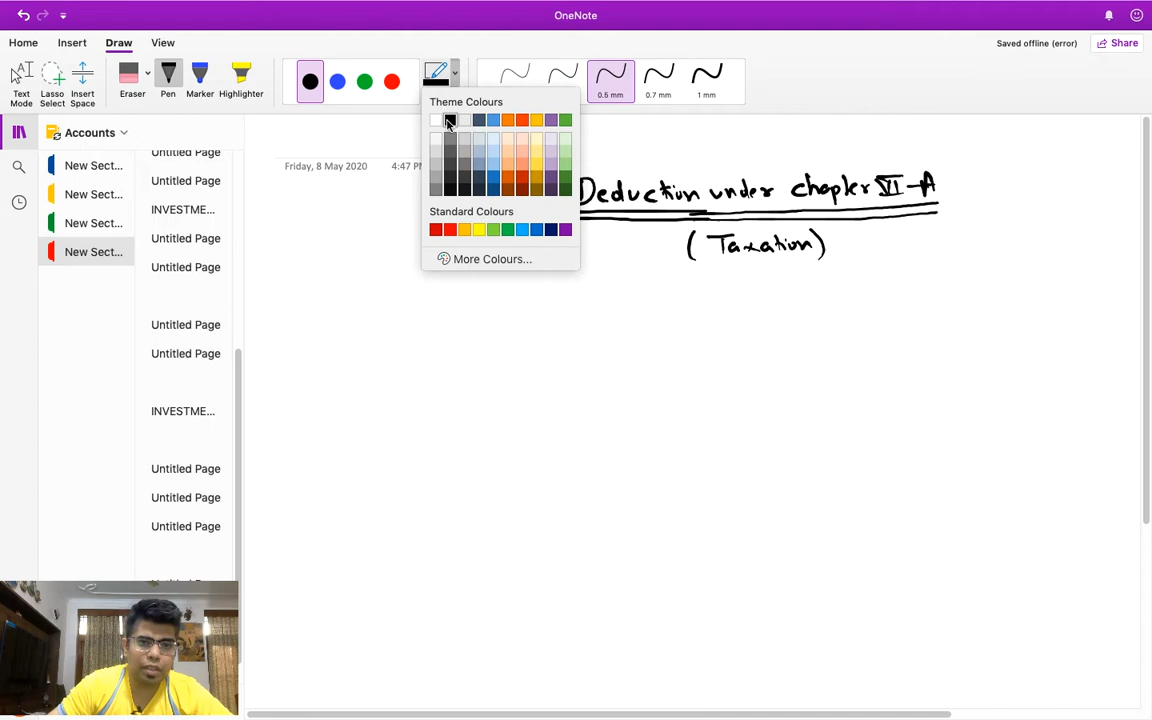 OneNote
Home Insert Draw View
Saved offline (error)
Share
Text Mode
Lasso Select
Insert Space
Eraser
Pen
Marker
Highlighter
0.5 mm
0.7 mm
1 mm
Theme Colours
Standard Colours
More Colours...
Accounts
New Sect...
New Sect...
New Sect...
New Sect...
Untitled Page
Untitled Page
INVESTME...
Untitled Page
Untitled Page
Untitled Page
Untitled Page
INVESTME...
Untitled Page
Untitled Page
Untitled Page
Friday, 8 May 2020 4:47 PM
Deduction under chapter VI-A
(Taxation)